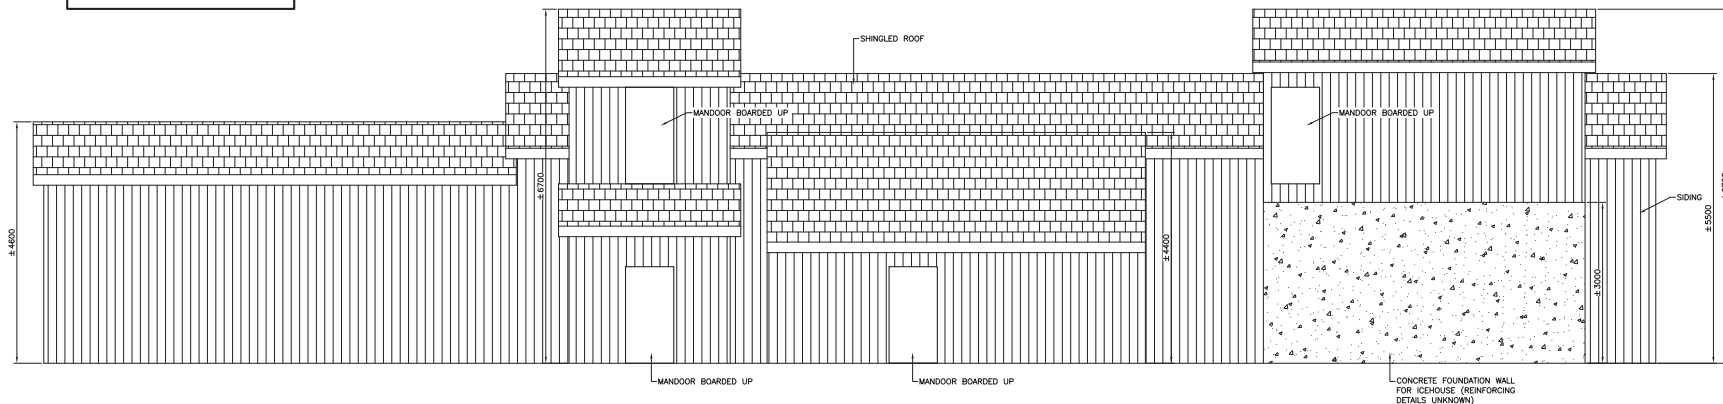 SHINGLED ROOF
MANDOOR BOARDED UP
MANDOOR BOARDED UP
±6700
±4600
SIDING
±5500
±4400
±3000
MANDOOR BOARDED UP
MANDOOR BOARDED UP
CONCRETE FOUNDATION WALL
FOR ICEHOUSE (REINFORCING
DETAILS UNKNOWN)